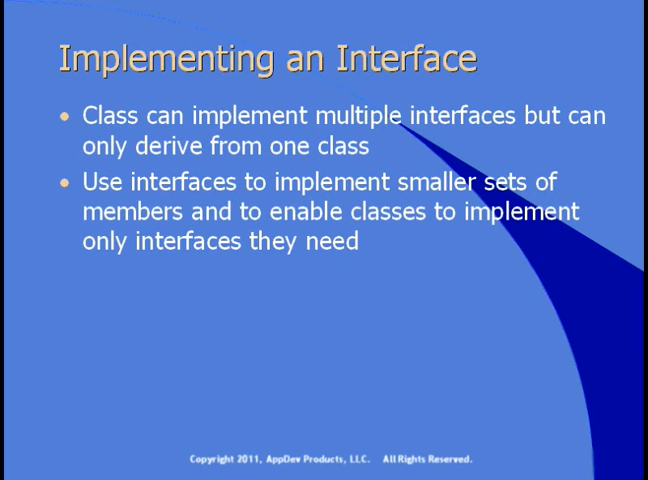 Implementing an Interface
• Class can implement multiple interfaces but can
only derive from one class
• Use interfaces to implement smaller sets of
members and to enable classes to implement
only interfaces they need
Copyright 2011, AppDev Products, LLC. All Rights Reserved.